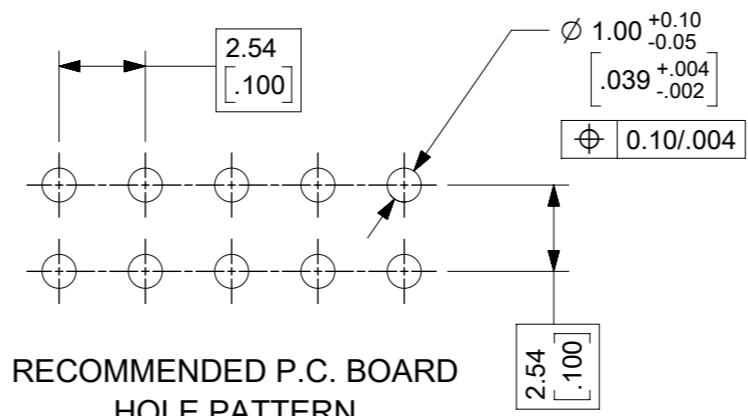 2.54
[.100]
⌀ 1.00 +0.10 -0.05
[.039 +.004 -.002]
⌖ 0.10/.004
2.54
[.100]
RECOMMENDED P.C. BOARD
HOLE PATTERN